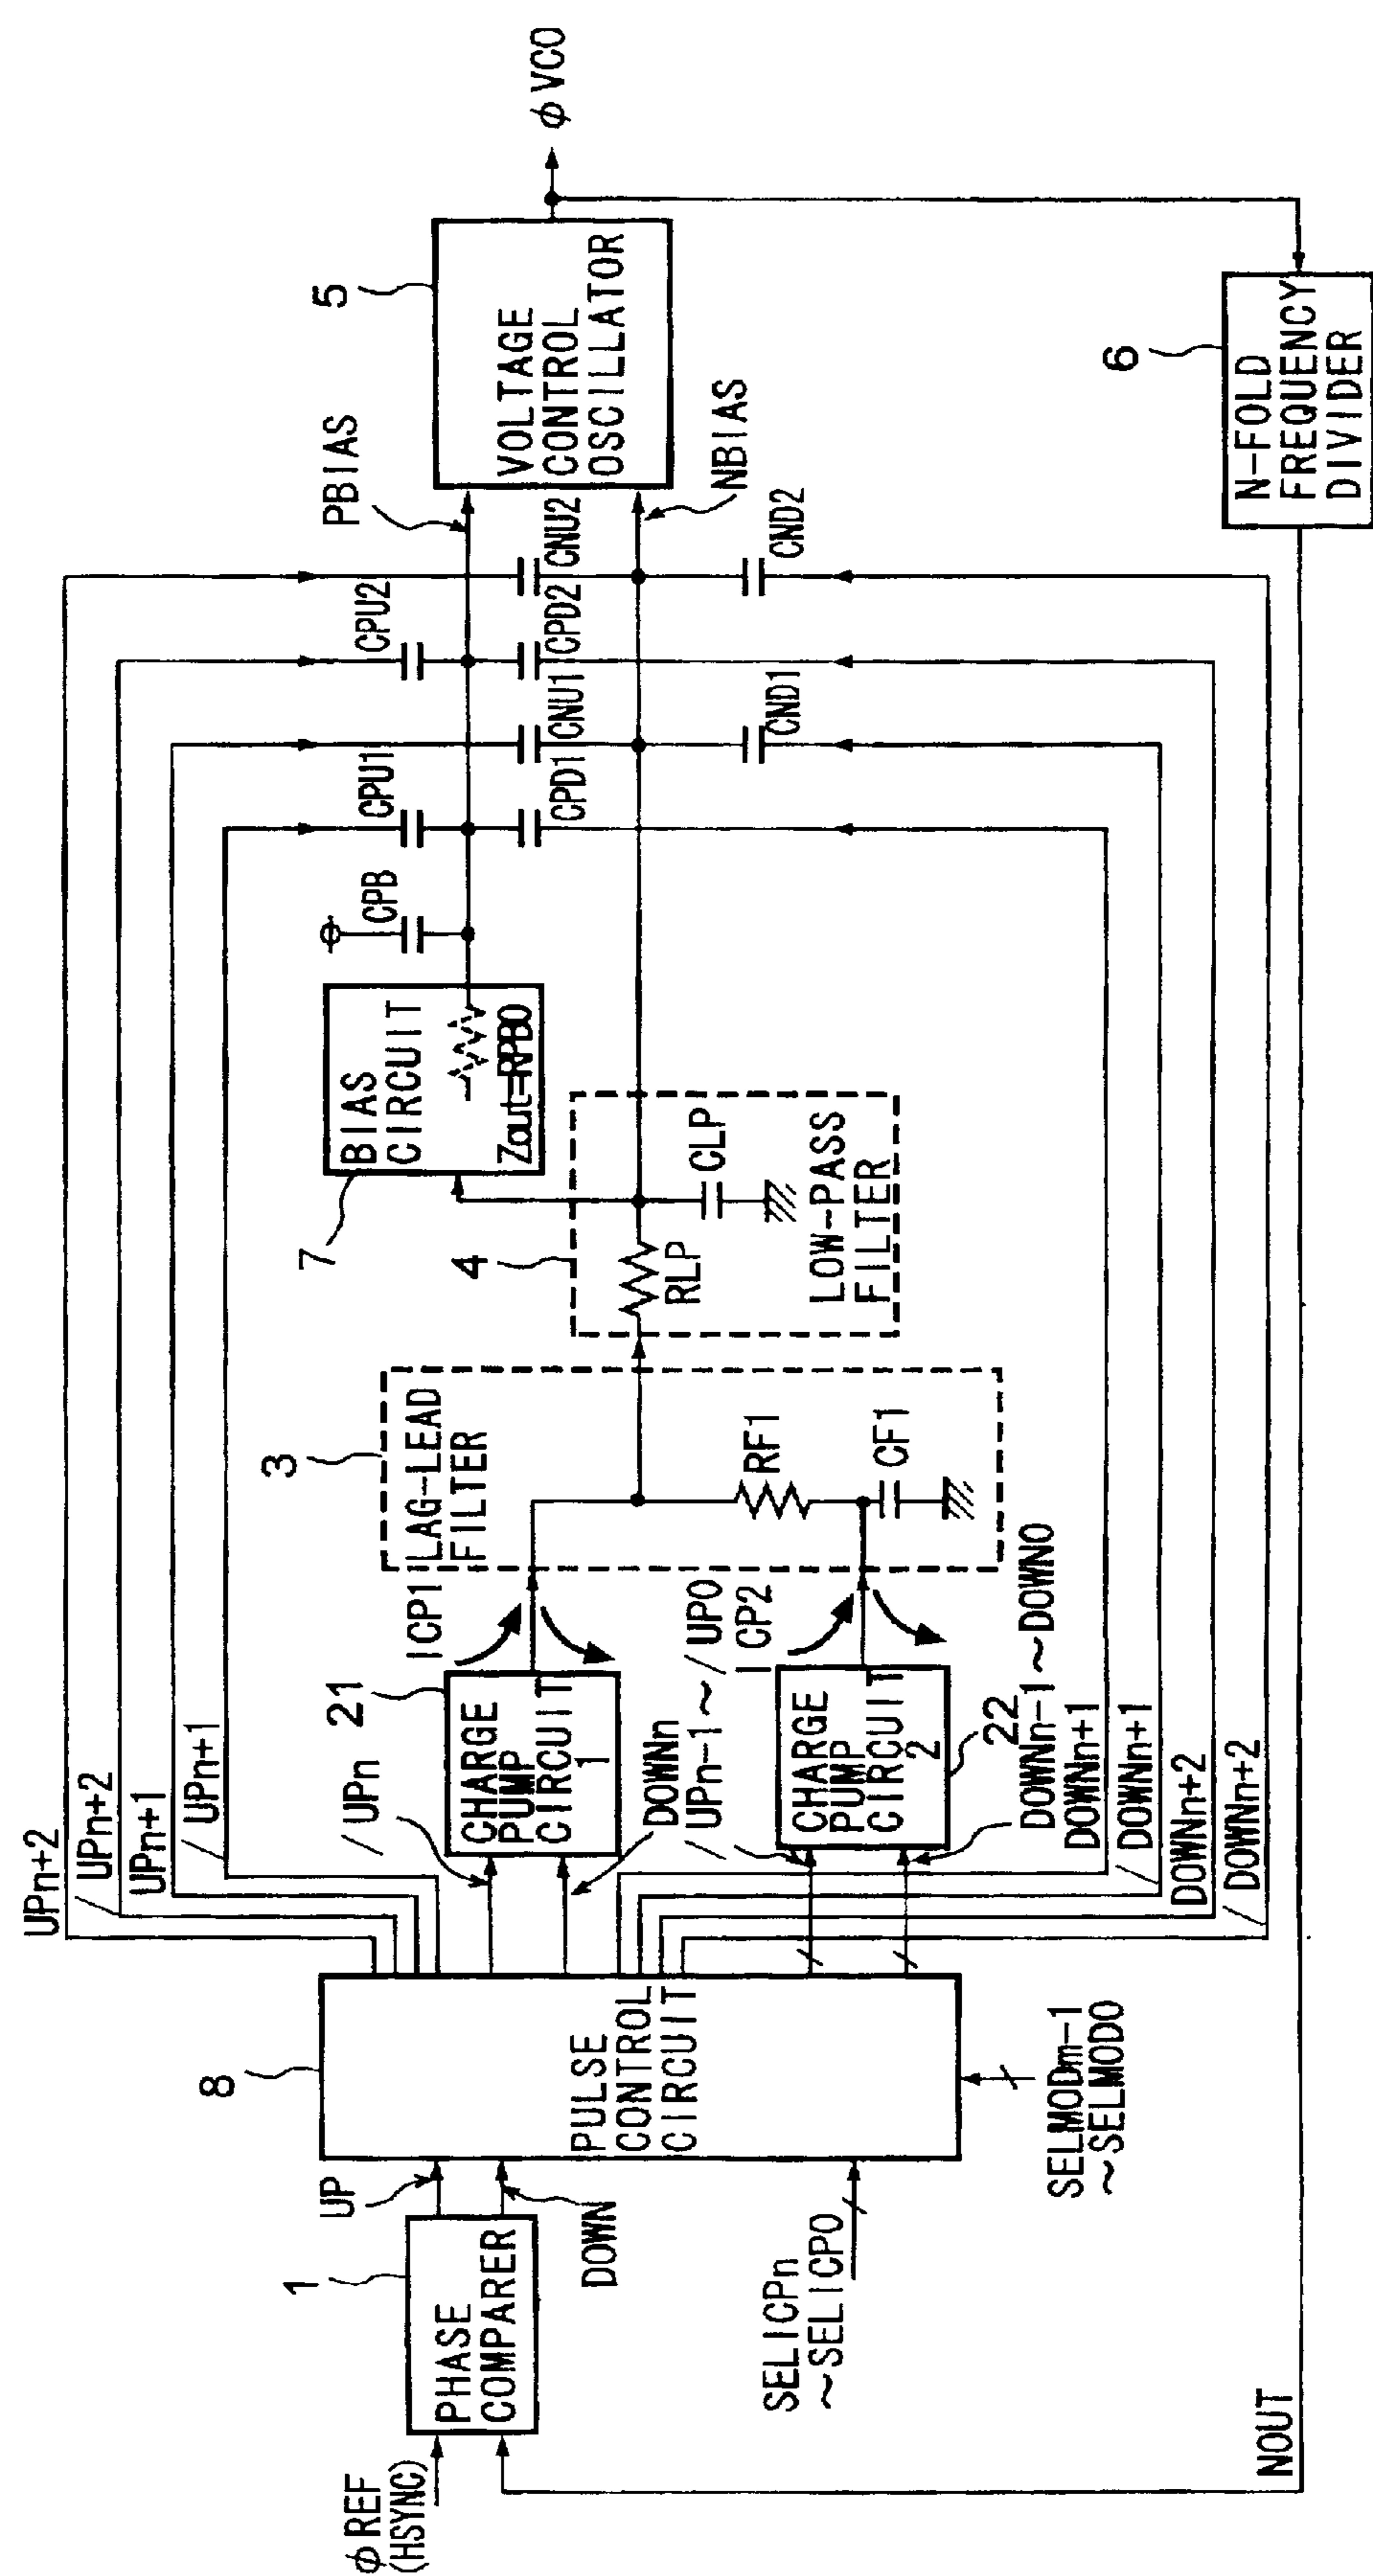 φREF
(HSYNC)
1
PHASE
COMPARER
UP
DOWN
8
PULSE
CONTROL
CIRCUIT
SELICPn
~SELICP0
SELMODm-1
~SELMOD0
UPn+2
/UPn+2
UPn+1
/UPn+1
/UPn
21
CHARGE
PUMP
CIRCUIT
1
ICP1
DOWNn
/UPn-1~/UP0
ICP2
CHARGE
PUMP
CIRCUIT
2
22
DOWNn-1~DOWN0
DOWNn+1
/DOWNn+1
DOWNn+2
/DOWNn+2
3
LAG-LEAD
FILTER
RF1
CF1
4
RLP
CLP
LOW-PASS
FILTER
7
BIAS
CIRCUIT
Zout=RPBO
CPB
CPU1
CPD1
CNU1
CND1
CPU2
CPD2
CNU2
CND2
PBIAS
NBIAS
5
VOLTAGE
CONTROL
OSCILLATOR
φVCO
6
N-FOLD
FREQUENCY
DIVIDER
NOUT